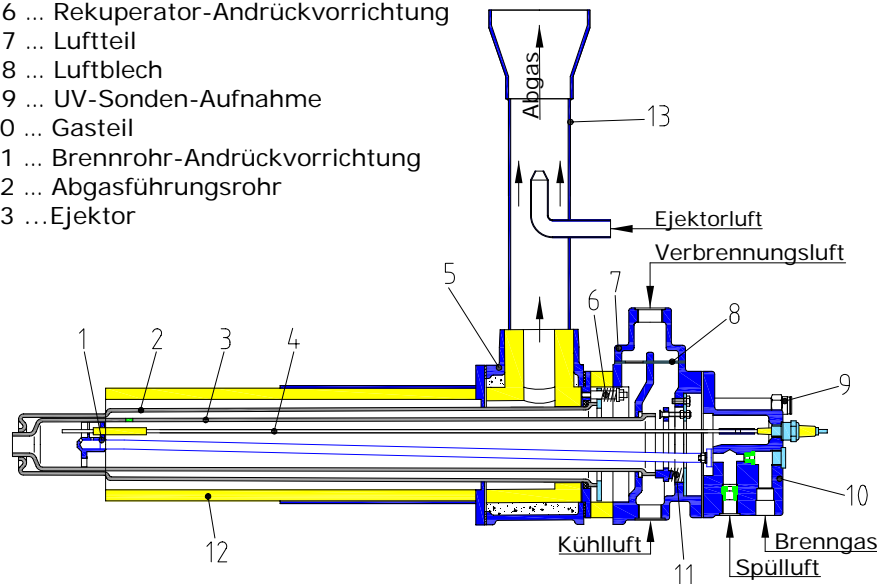 6 ... Rekuperator-Andrückvorrichtung
7 ... Luftteil
8 ... Luftblech
9 ... UV-Sonden-Aufnahme
0 ... Gasteil
1 ... Brennrohr-Andrückvorrichtung
2 ... Abgasführungsrohr
3 ...Ejektor
Abgas
13
Ejektorluft
Verbrennungsluft
5
7
6
8
1
2
3
4
9
10
12
Kühlluft
11
Brenngas
Spülluft